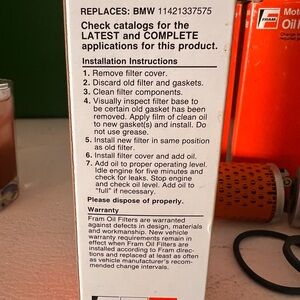 REPLACES: BMW 11421337575
Check catalogs for the
LATEST and COMPLETE
applications for this product.
Installation Instructions
1. Remove filter cover.
2. Discard old filter and gaskets.
3. Clean filter components.
4. Visually inspect filter base to
be certain old gasket has been
removed. Apply film of clean oil
to new gasket(s) and install. Do
not use grease.
5. Install new filter in same position
as old filter.
6. Install filter cover and add oil.
7. Add oil to proper operating level.
Idle engine for five minutes and
check for leaks. Stop engine
and check oil level. Add oil to
"full" if necessary.
Please dispose of properly.
Warranty
Fram Oil Filters are warranted
against defects in design, materials
and workmanship. New vehicle
warranty requirements remain in
effect when Fram Oil Filters are
installed according to Fram direc-
tions and replaced at least as often
as vehicle manufacturer's recom-
mended change intervals.
FRAM
Oil